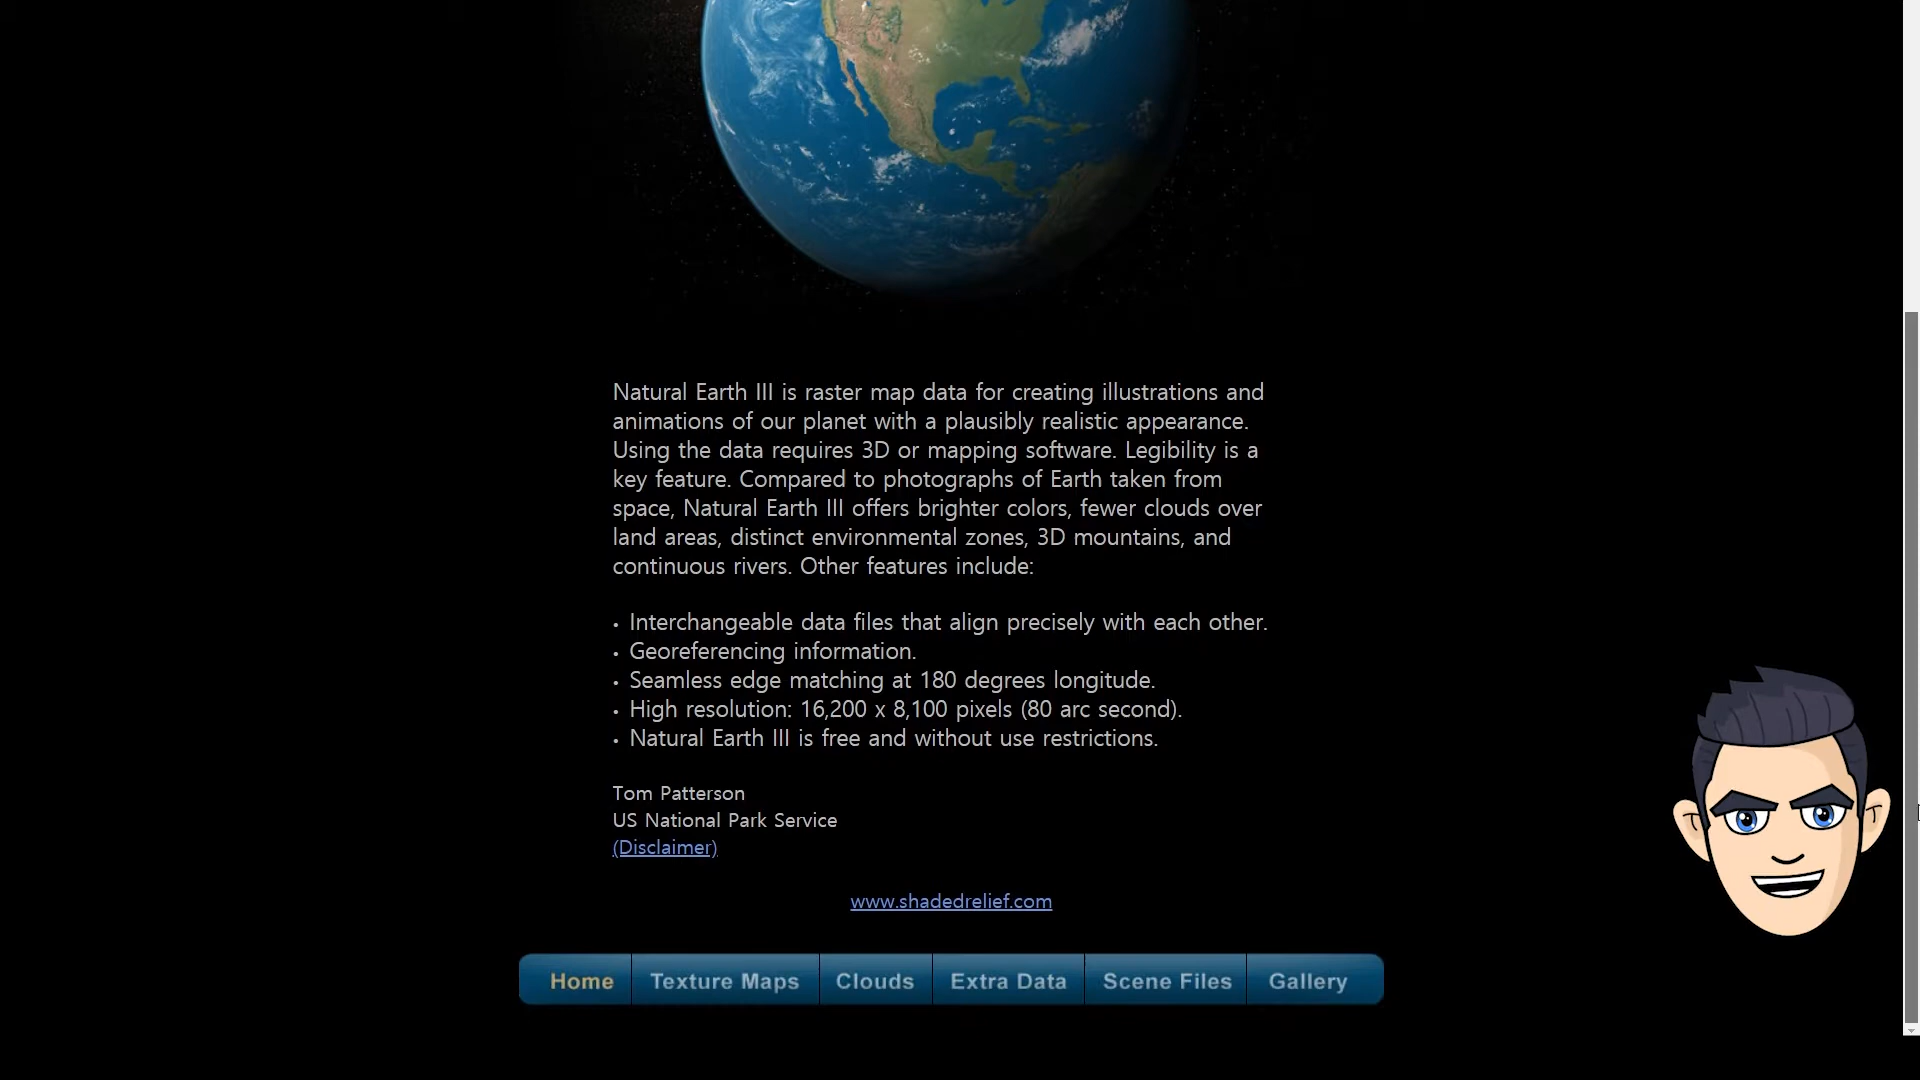 Natural Earth III is raster map data for creating illustrations and
animations of our planet with a plausibly realistic appearance.
Using the data requires 3D or mapping software. Legibility is a
key feature. Compared to photographs of Earth taken from
space, Natural Earth III offers brighter colors, fewer clouds over
land areas, distinct environmental zones, 3D mountains, and
continuous rivers. Other features include:
• Interchangeable data files that align precisely with each other.
• Georeferencing information.
• Seamless edge matching at 180 degrees longitude.
• High resolution: 16,200 x 8,100 pixels (80 arc second).
• Natural Earth III is free and without use restrictions.
Tom Patterson
US National Park Service
(Disclaimer)
www.shadedrelief.com
Home Texture Maps Clouds Extra Data Scene Files Gallery